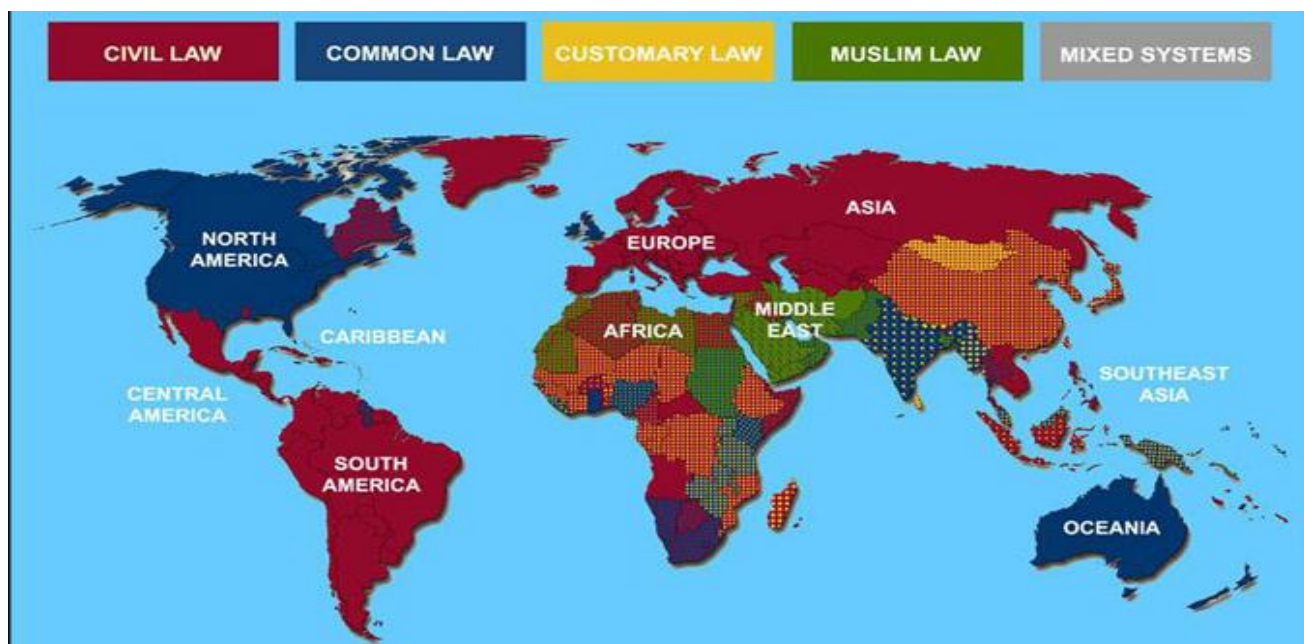 CIVIL LAW
COMMON LAW
CUSTOMARY LAW
MUSLIM LAW
MIXED SYSTEMS
NORTH
AMERICA
CARIBBEAN
CENTRAL
AMERICA
SOUTH
AMERICA
EUROPE
ASIA
AFRICA
MIDDLE
EAST
SOUTHEAST
ASIA
OCEANIA